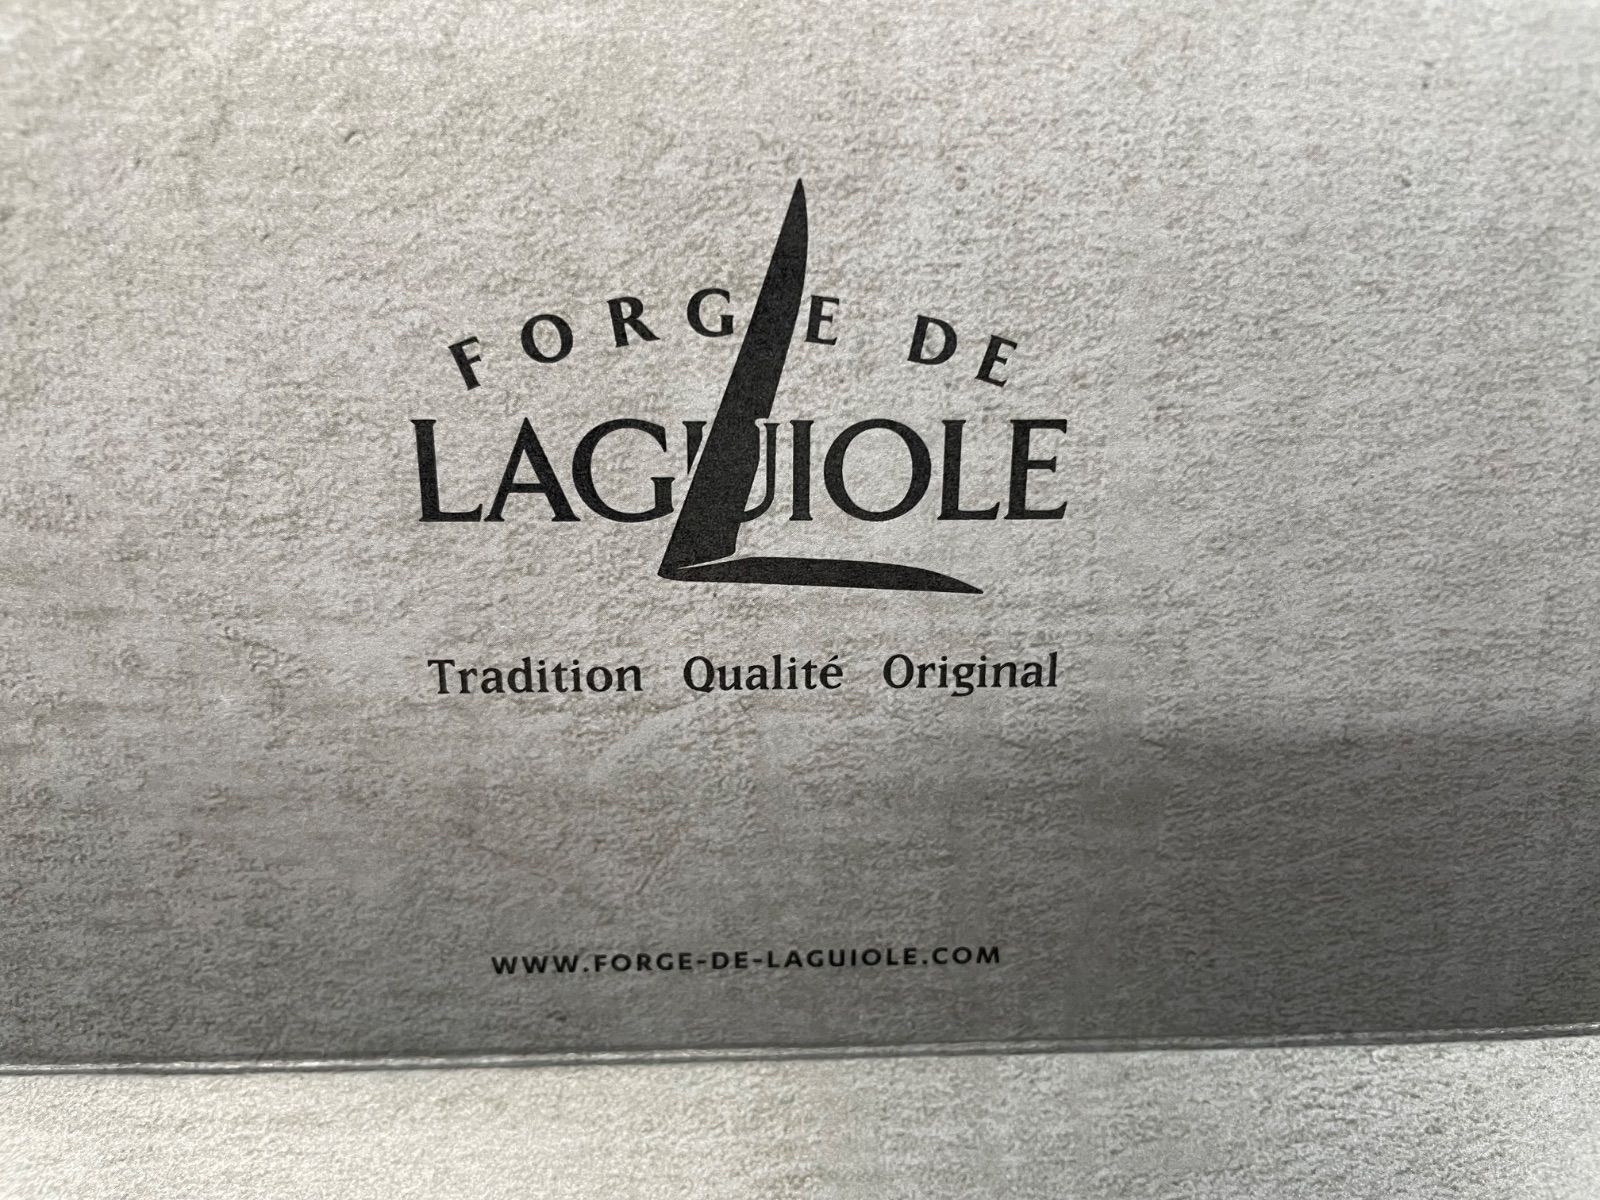 FORGE DE
LAGUIOLE
Tradition Qualité Original
WWW.FORGE-DE-LAGUIOLE.COM